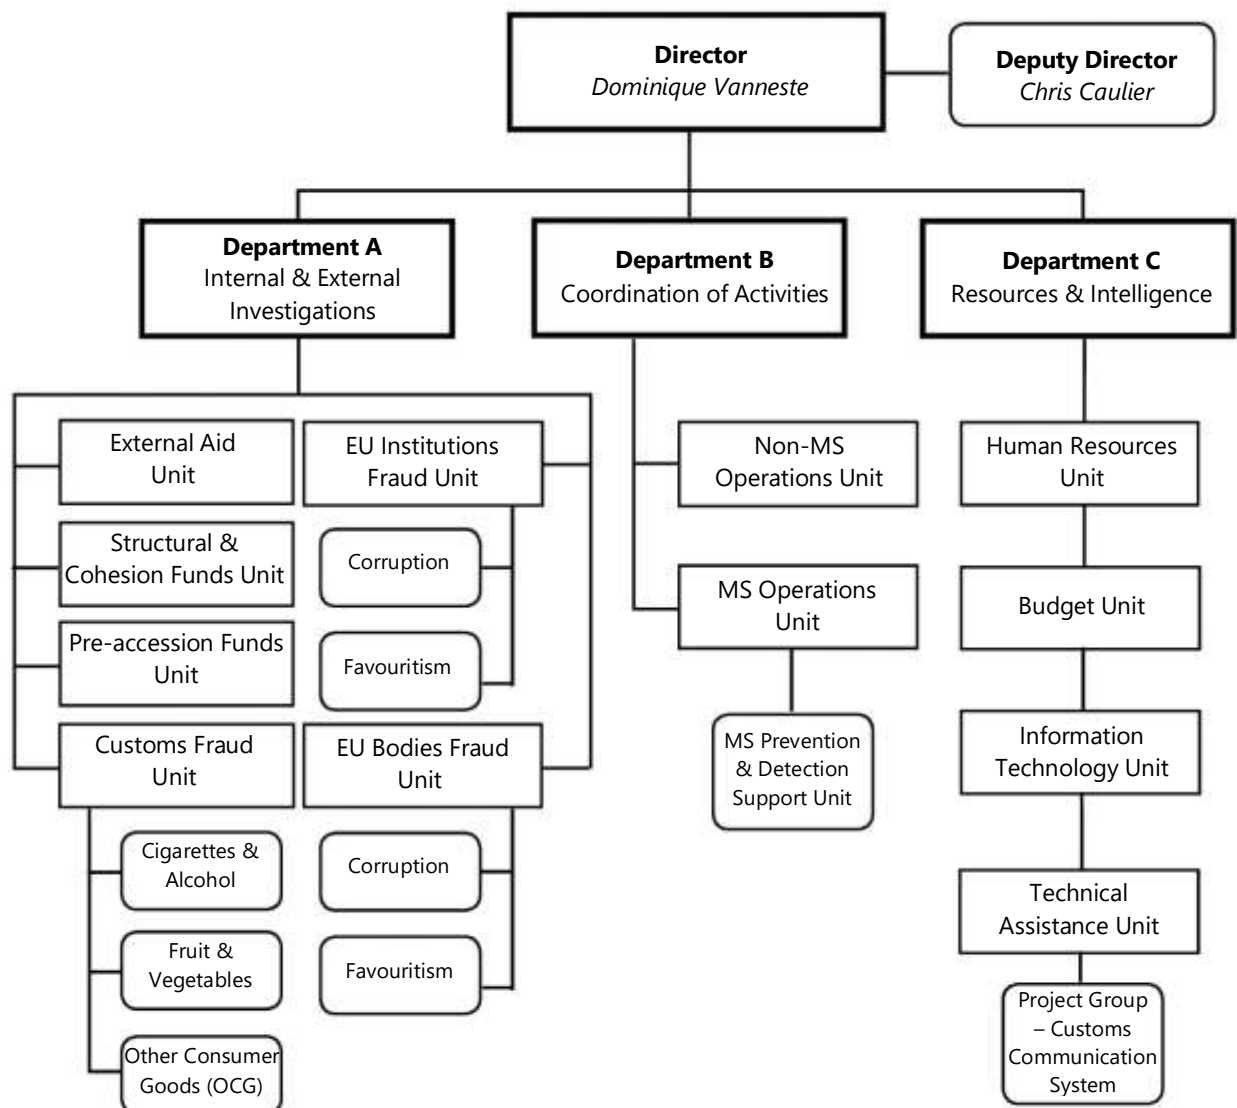 Director
Dominique Vanneste
Deputy Director
Chris Caulier
Department A
Internal & External
Investigations
Department B
Coordination of Activities
Department C
Resources & Intelligence
External Aid
Unit
Structural &
Cohesion Funds Unit
Pre-accession Funds
Unit
Customs Fraud
Unit
Cigarettes &
Alcohol
Fruit &
Vegetables
Other Consumer
Goods (OCG)
EU Institutions
Fraud Unit
Corruption
Favouritism
EU Bodies Fraud
Unit
Corruption
Favouritism
Non-MS
Operations Unit
MS Operations
Unit
MS Prevention
& Detection
Support Unit
Human Resources
Unit
Budget Unit
Information
Technology Unit
Technical
Assistance Unit
Project Group
– Customs
Communication
System